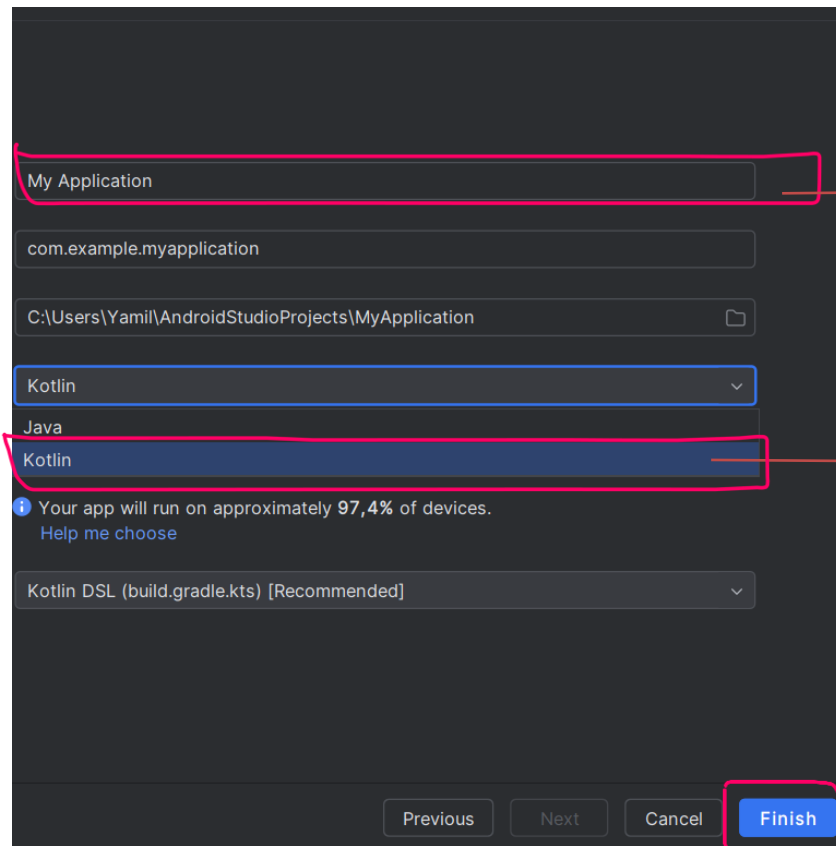 My Application
com.example.myapplication
C:\Users\Yamil\AndroidStudioProjects\MyApplication
Kotlin
Java
Kotlin
Your app will run on approximately 97,4% of devices.
Help me choose
Kotlin DSL (build.gradle.kts) [Recommended]
Previous Next Cancel Finish